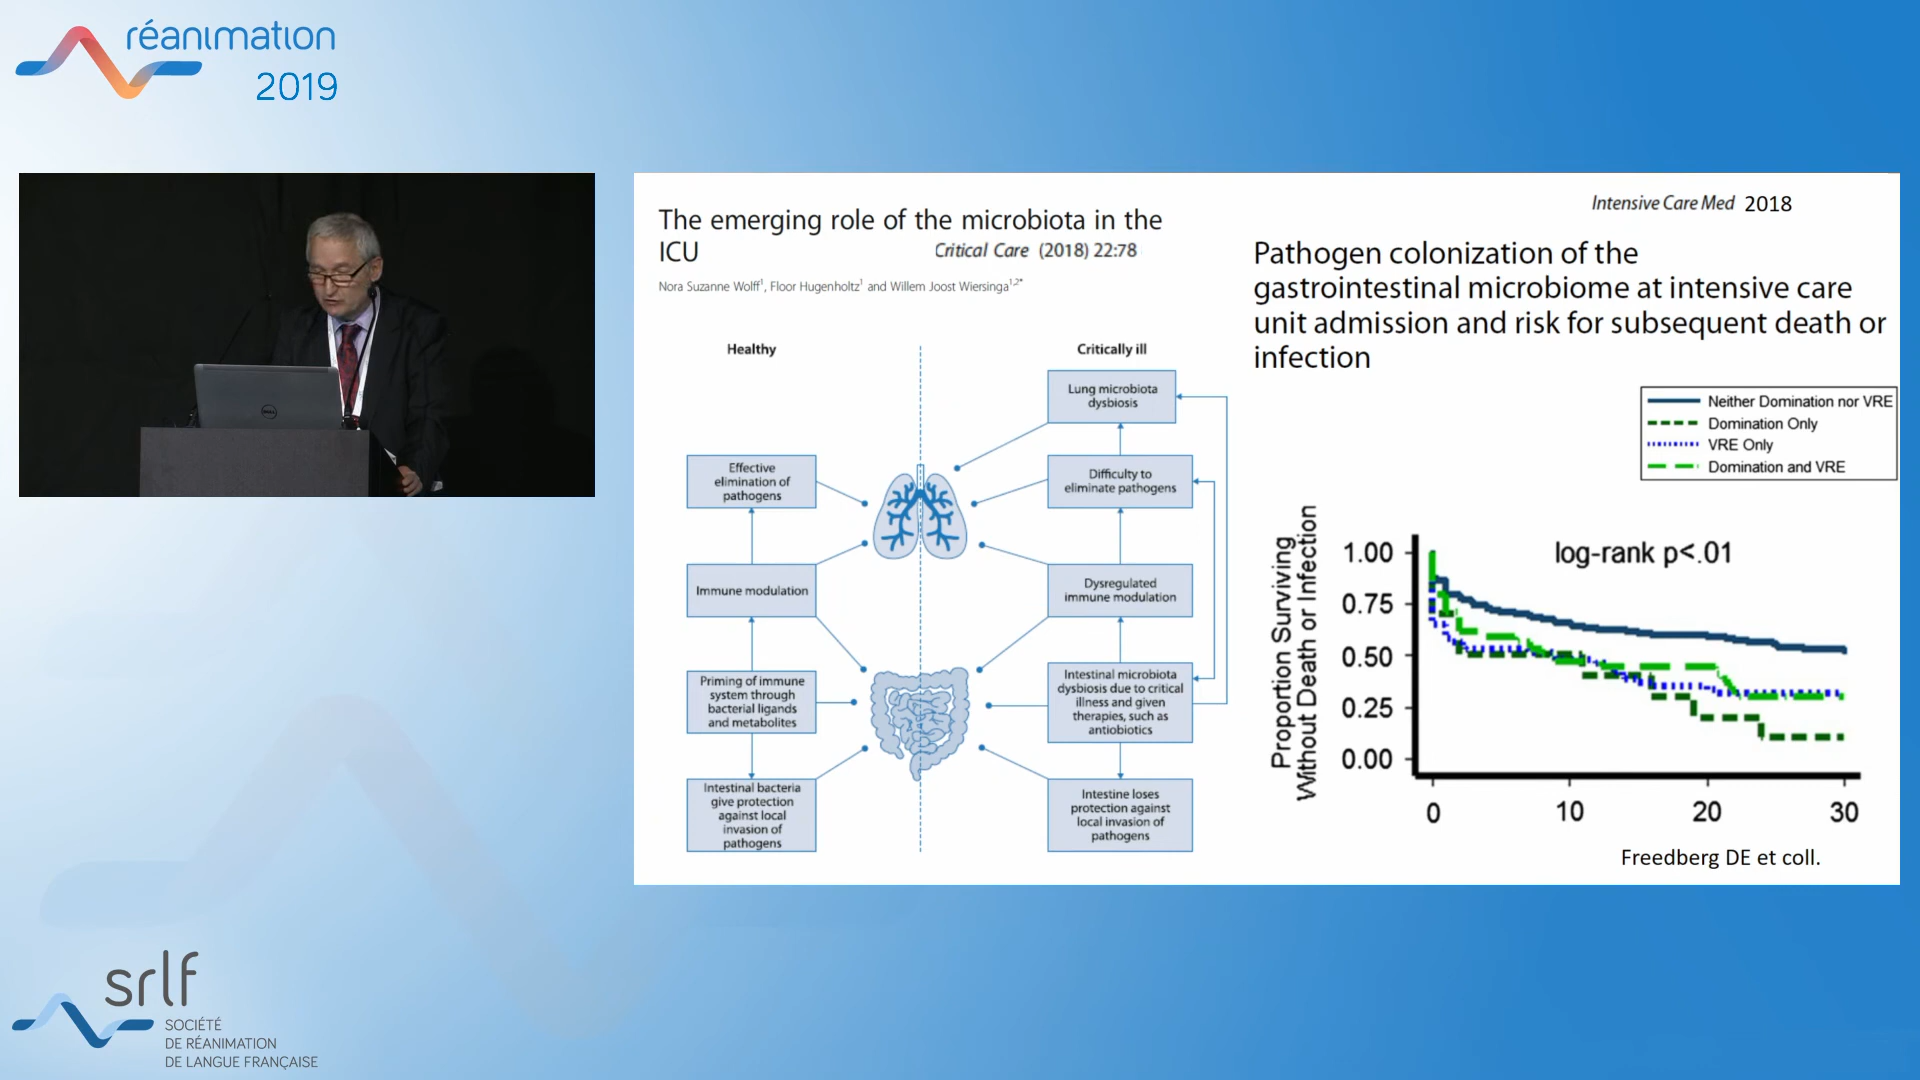 réanimation
2019
The emerging role of the microbiota in the
ICU
Critical Care (2018) 22:78
Nora Suzanne Wolff¹, Floor Hugenholtz¹ and Willem Joost Wiersinga¹,²*
Healthy
Critically ill
Lung microbiota
dysbiosis
Effective
elimination of
pathogens
Difficulty to
eliminate pathogens
Immune modulation
Dysregulated
immune modulation
Priming of immune
system through
bacterial ligands
and metabolites
Intestinal microbiota
dysbiosis due to critical
illness and given
therapies, such as
antibiotics
Intestinal bacteria
give protection
against local
invasion of
pathogens
Intestine loses
protection against
local invasion of
pathogens
Intensive Care Med 2018
Pathogen colonization of the
gastrointestinal microbiome at intensive care
unit admission and risk for subsequent death or
infection
Neither Domination nor VRE
Domination Only
VRE Only
Domination and VRE
Proportion Surviving
Without Death or Infection
log-rank p<.01
1.00
0.75
0.50
0.25
0.00
0 10 20 30
Freedberg DE et coll.
srlf
SOCIÉTÉ
DE RÉANIMATION
DE LANGUE FRANÇAISE